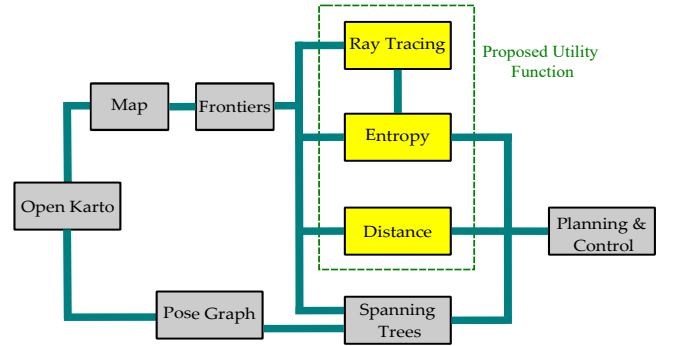 Ray Tracing
Proposed Utility
Function
Map
Frontiers
Entropy
Open Karto
Distance
Planning &
Control
Pose Graph
Spanning
Trees